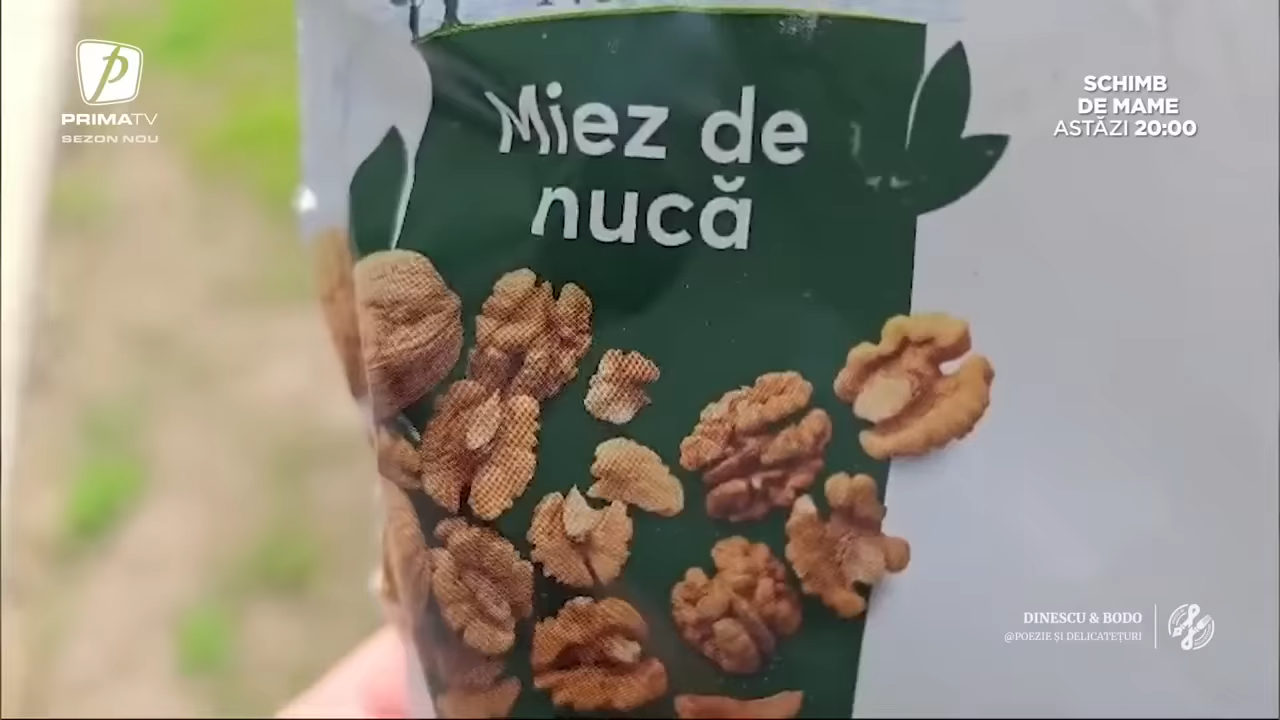 PRIMATV
SEZON NOU
SCHIMB
DE MAME
ASTĂZI 20:00
Miez de
nucă
DINESCU & BODO
@POEZIE ȘI DELICATEȚURI